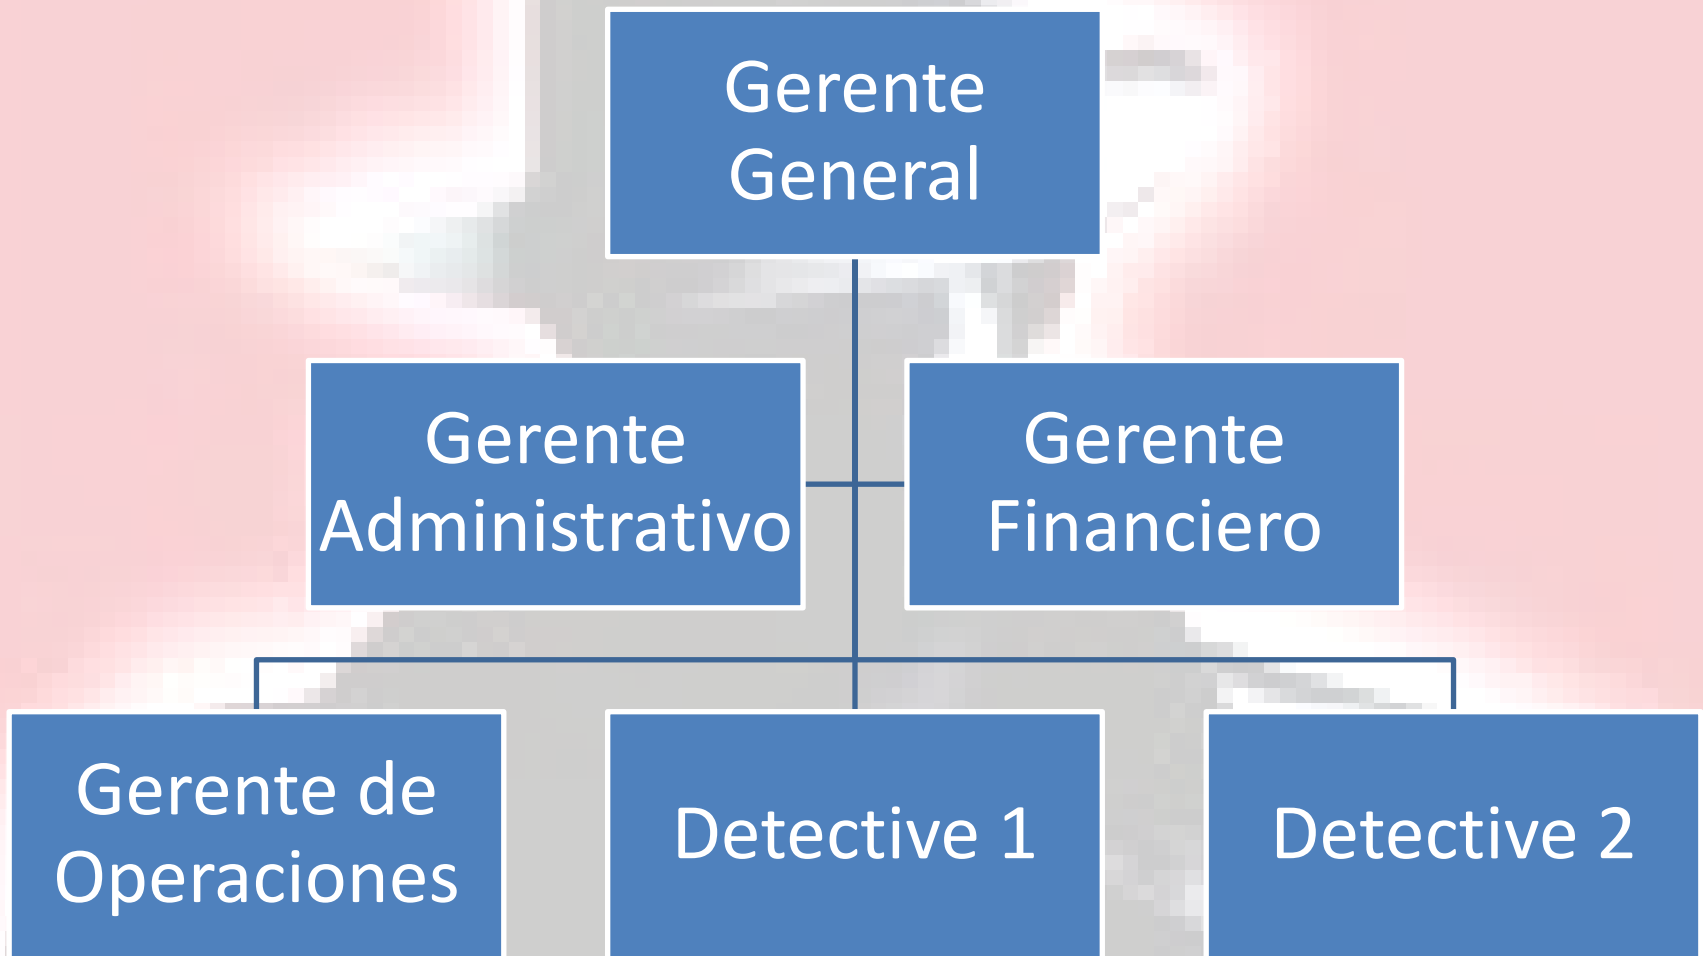 Gerente
General
Gerente
Administrativo
Gerente
Financiero
Gerente de
Operaciones
Detective 1
Detective 2